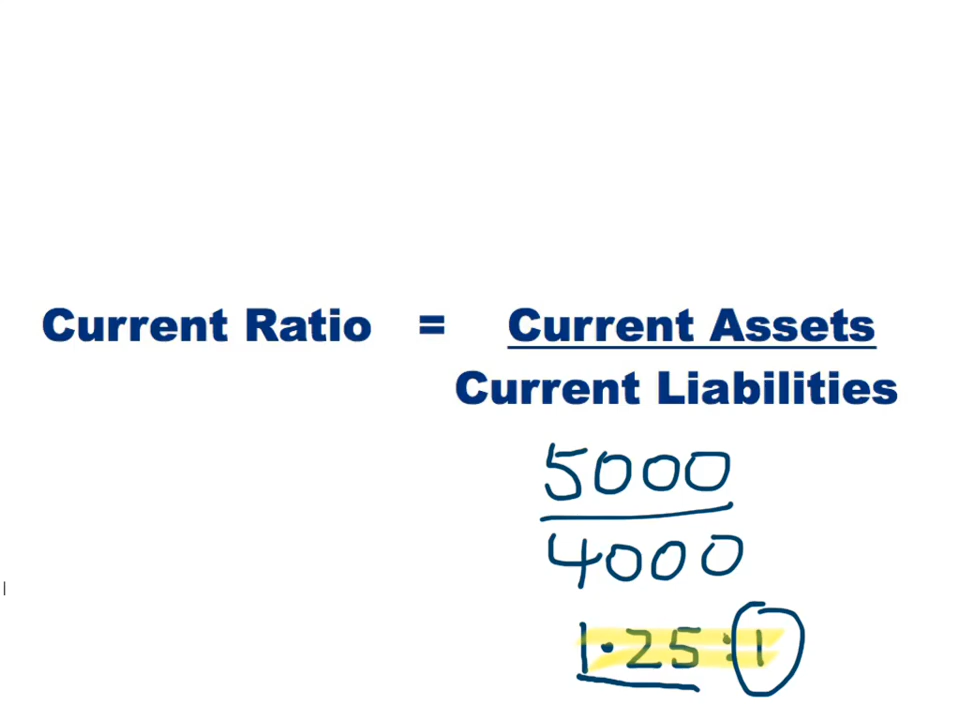 Current Ratio = Current Assets
Current Liabilities
5000
4000
1.25:1